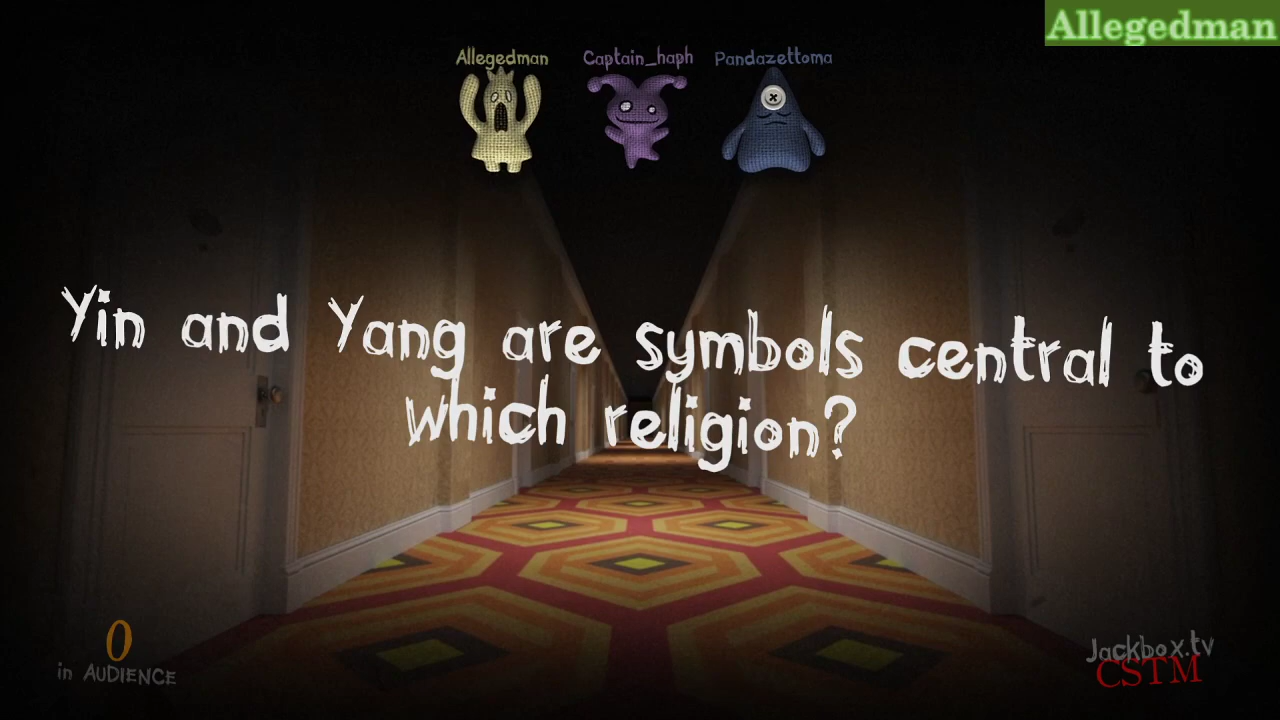 Allegedman
Allegedman Captain_haph Pandazettoma
Yin and Yang are symbols central to
which religion?
0
in AUDIENCE
Jackbox.tv
CSTM